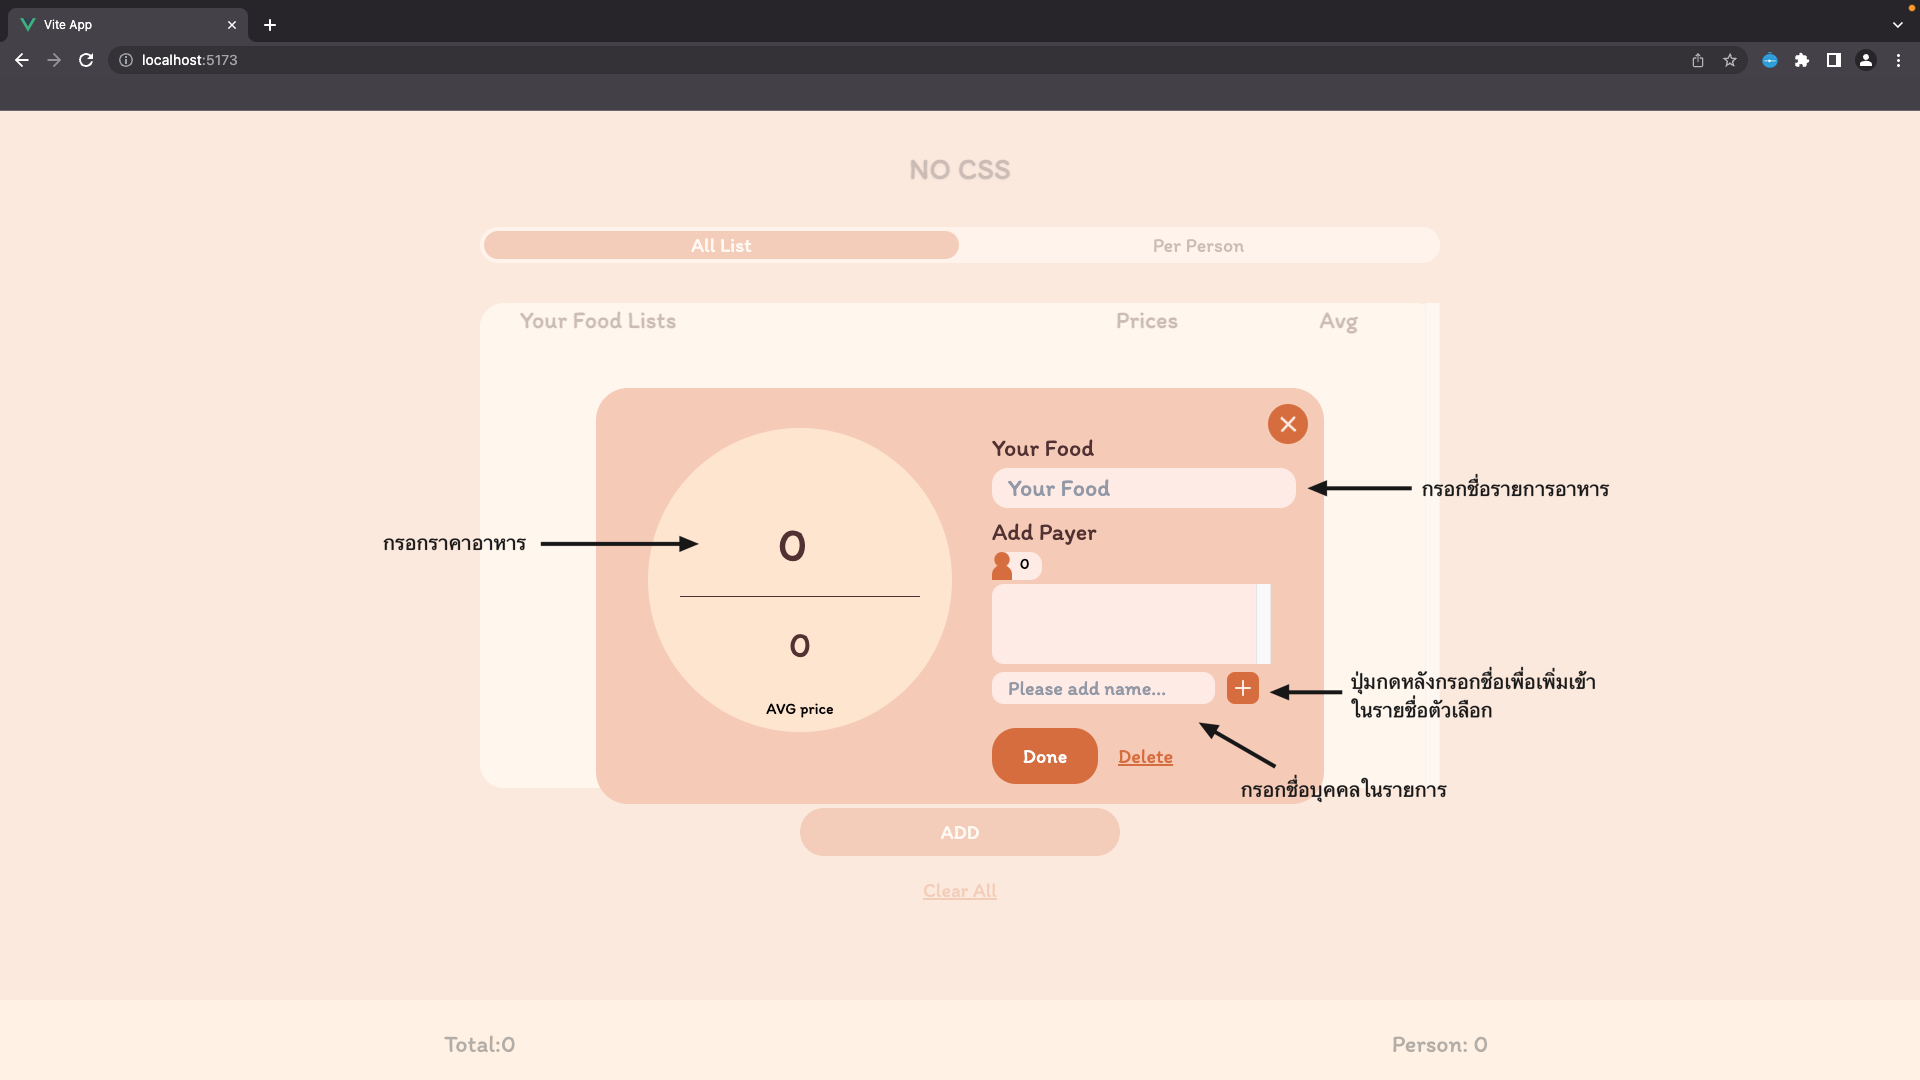 Vite App
localhost:5173
NO CSS
All List
Per Person
Your Food Lists
Prices
Avg
Your Food
Your Food
กรอกชื่อรายการอาหาร
กรอกราคาอาหาร
0
Add Payer
0
0
AVG price
Please add name...
ปุ่มกดหลังกรอกชื่อเพื่อเพิ่มเข้า
ในรายชื่อตัวเลือก
Done
Delete
กรอกชื่อบุคคลในรายการ
ADD
Clear All
Total:0
Person: 0